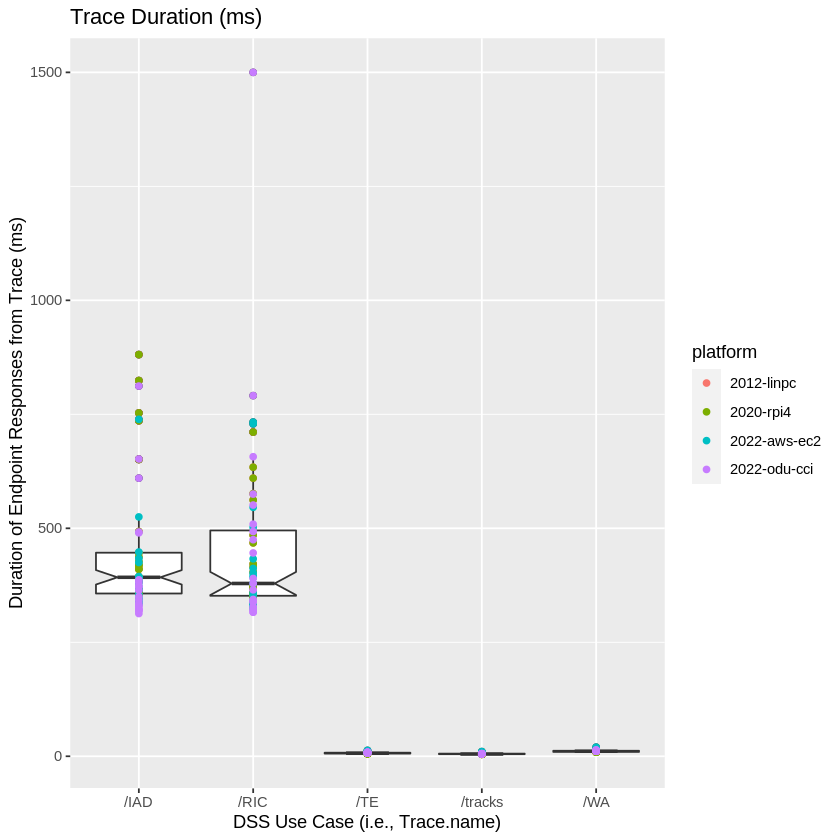 Trace Duration (ms)
Duration of Endpoint Responses from Trace (ms)
1500
1000
500
0
/IAD
/RIC
/TE
/tracks
/WA
DSS Use Case (i.e., Trace.name)
platform
2012-linpc
2020-rpi4
2022-aws-ec2
2022-odu-cci